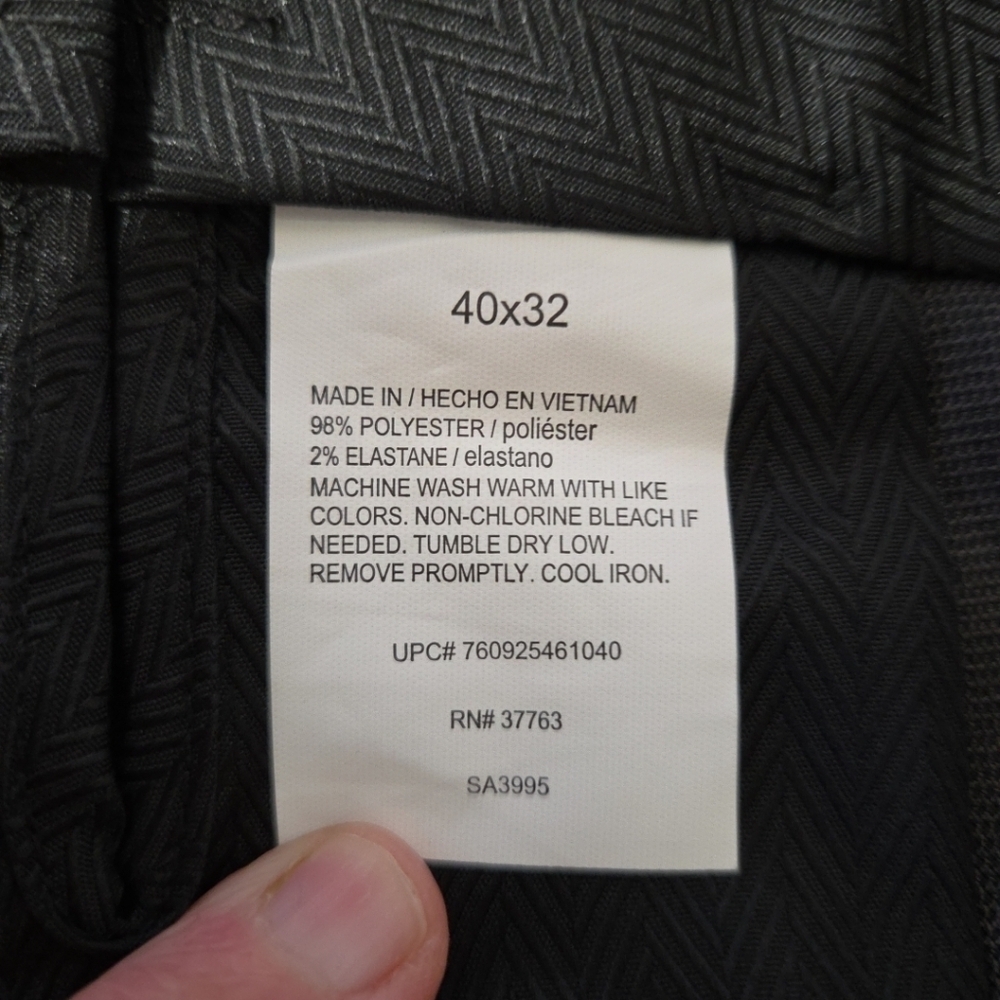 40x32
MADE IN / HECHO EN VIETNAM
98% POLYESTER / poliéster
2% ELASTANE / elastano
MACHINE WASH WARM WITH LIKE
COLORS. NON-CHLORINE BLEACH IF
NEEDED. TUMBLE DRY LOW.
REMOVE PROMPTLY. COOL IRON.
UPC# 760925461040
RN# 37763
SA3995